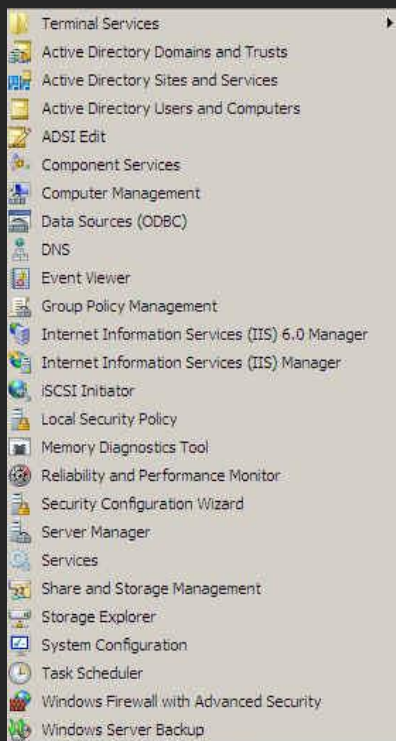 Terminal Services
Active Directory Domains and Trusts
Active Directory Sites and Services
Active Directory Users and Computers
ADSI Edit
Component Services
Computer Management
Data Sources (ODBC)
DNS
Event Viewer
Group Policy Management
Internet Information Services (IIS) 6.0 Manager
Internet Information Services (IIS) Manager
iSCSI Initiator
Local Security Policy
Memory Diagnostics Tool
Reliability and Performance Monitor
Security Configuration Wizard
Server Manager
Services
Share and Storage Management
Storage Explorer
System Configuration
Task Scheduler
Windows Firewall with Advanced Security
Windows Server Backup